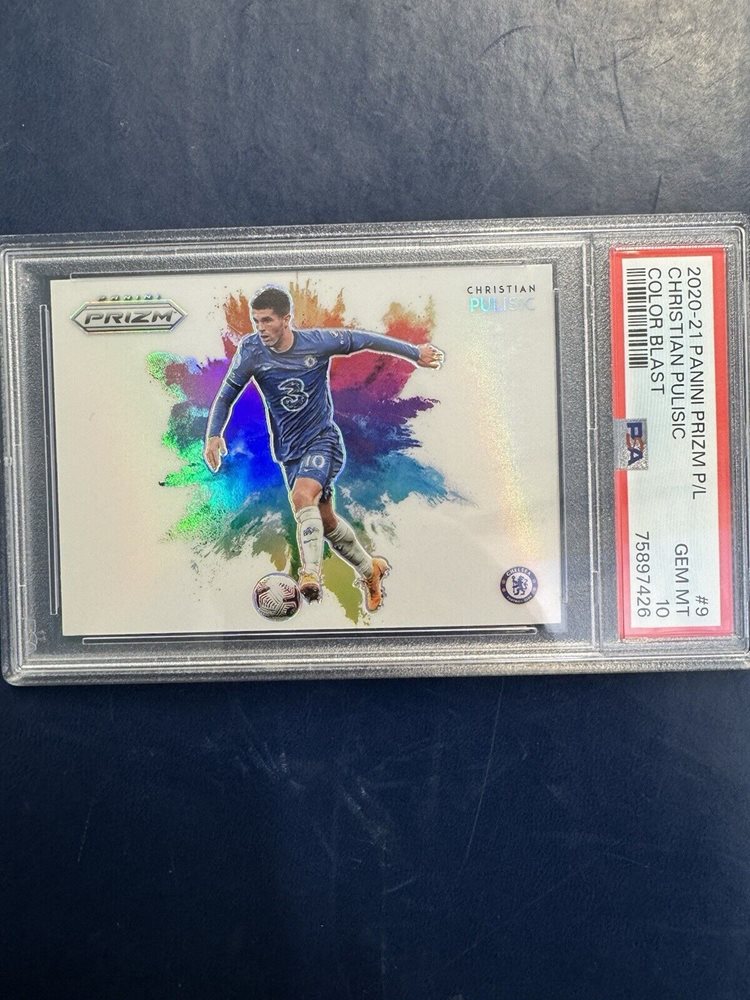 PANINI
PRIZM
CHRISTIAN
PULISIC
3
10
CHELSEA
2020-21 PANINI PRIZM P/L #9
CHRISTIAN PULISIC GEM MT
COLOR BLAST 10
PSA 75897426